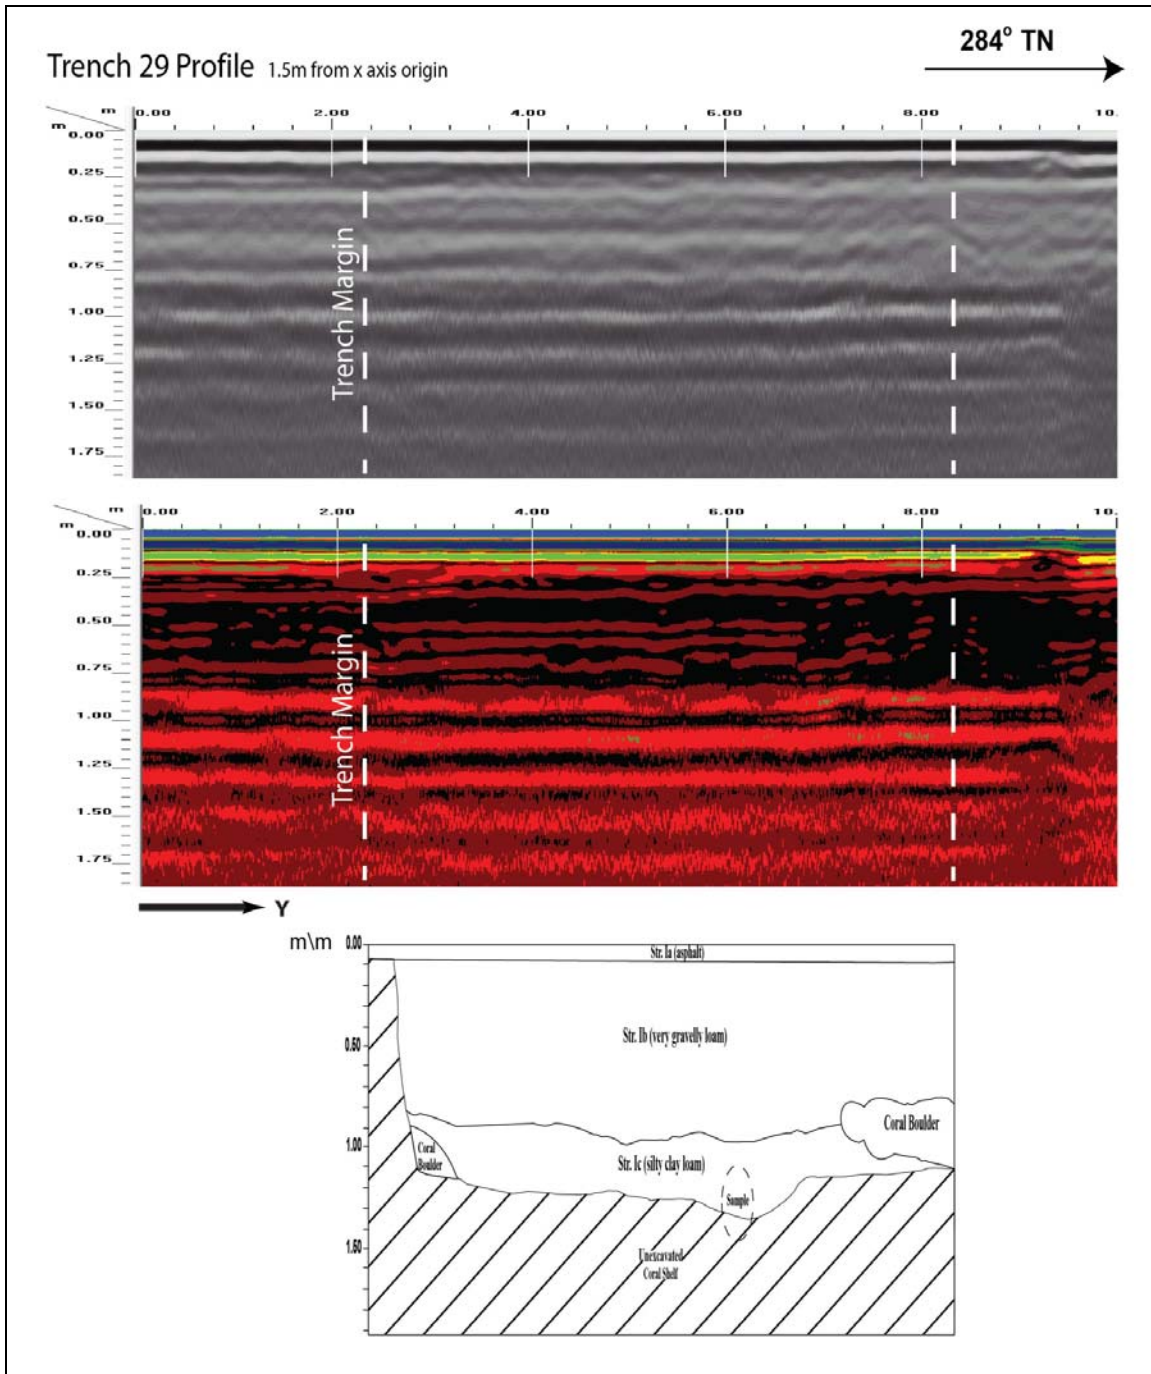 284° TN
Trench 29 Profile 1.5m from x axis origin
m 0.00 2.00 4.00 6.00 8.00 10.
m
0.00
0.25
0.50
0.75
1.00
1.25
1.50
1.75
Trench Margin
m 0.00 2.00 4.00 6.00 8.00 10.
m
0.00
0.25
0.50
0.75
1.00
1.25
1.50
1.75
Trench Margin
Y
m\m
0.00
0.50
1.00
1.50
Str. Ia (asphalt)
Str. Ib (very gravelly loam)
Coral Boulder
Coral
Boulder
Str. Ic (silty clay loam)
Sample
Unexcavated
Coral Shelf